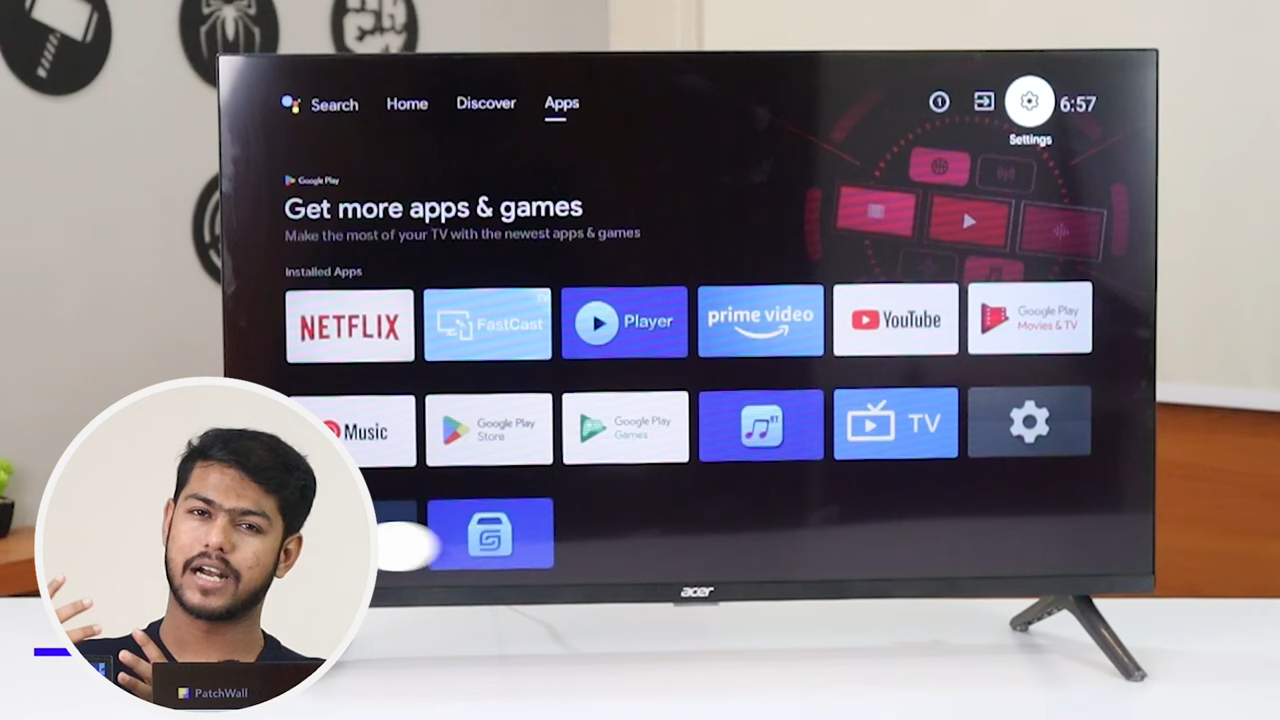 Search Home Discover Apps
6:57
Settings
Google Play
Get more apps & games
Make the most of your TV with the newest apps & games
Installed Apps
NETFLIX
FastCast
Player
prime video
YouTube
Google Play
Movies & TV
Music
Google Play
Store
Google Play
Games
TV
acer
PatchWall